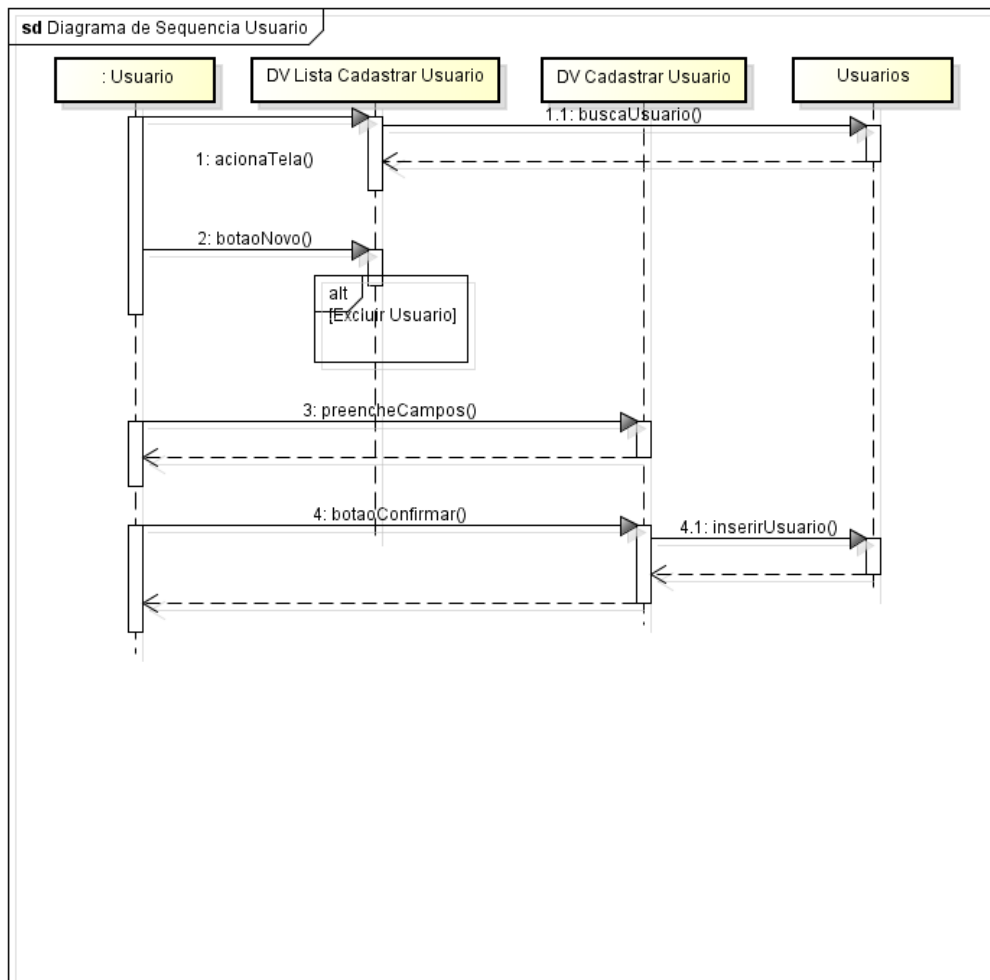 sd Diagrama de Sequencia Usuario
: Usuario
DV Lista Cadastrar Usuario
DV Cadastrar Usuario
Usuarios
1.1: buscaUsuario()
1: acionaTela()
2: botaoNovo()
alt
[Excluir Usuario]
3: preencheCampos()
4: botaoConfirmar()
4.1: inserirUsuario()